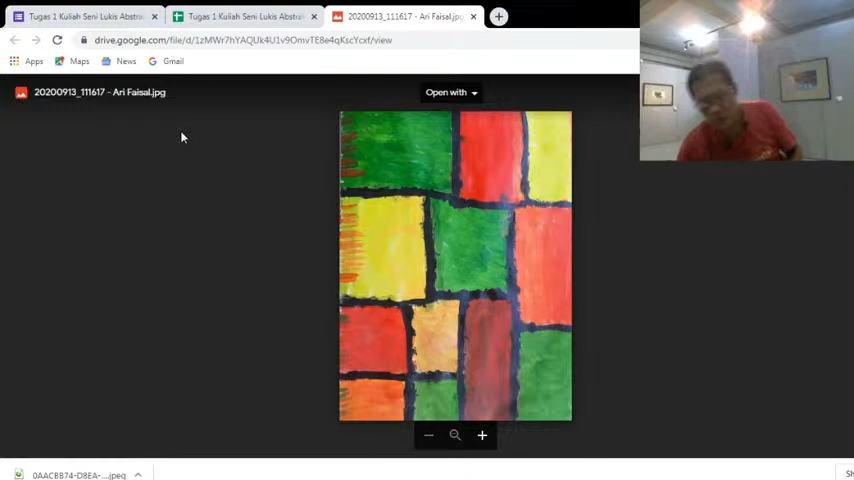 Tugas 1 Kuliah Seni Lukis Abstra
Tugas 1 Kuliah Seni Lukis Abstrak
20200913_111617 - Ari Faisal.jpg
drive.google.com/file/d/1zMWr7hYAQUk4U1v9OmvTE8e4qKscYcxf/view
Apps
Maps
News
Gmail
20200913_111617 - Ari Faisal.jpg
Open with
0AACBB74-D8EA-....jpeg